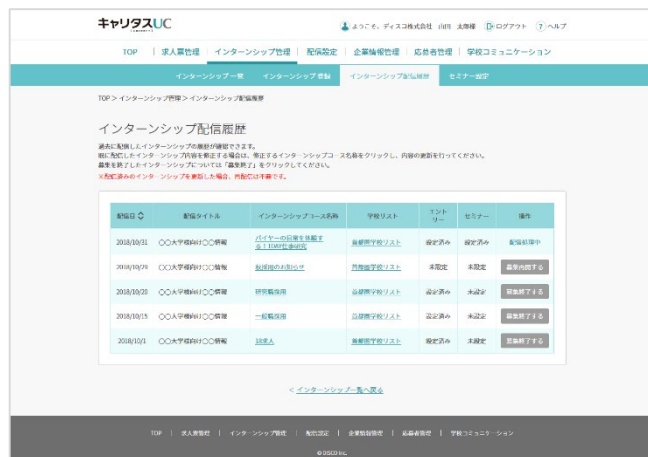 キャリタスUC
ようこそ、ディスコ株式会社 山田 太郎様 ログアウト ? ヘルプ
TOP | 求人票管理 | インターンシップ管理 | 配信設定 | 企業情報管理 | 応募者管理 | 学校コミュニケーション
インターンシップ一覧 インターンシップ登録 インターンシップ配信履歴 セミナー設定
TOP > インターンシップ管理 > インターンシップ配信履歴
インターンシップ配信履歴
過去に配信したインターンシップの履歴が確認できます。
既に配信したインターンシップ内容を修正する場合は、修正するインターンシップコース名称をクリックし、内容の更新を行ってください。
募集を終了したインターンシップについては「募集終了」をクリックしてください。
※配信済みのインターンシップを更新した場合、再配信は不要です。
配信日 配信タイトル インターンシップコース名称 学校リスト エントリー セミナー 操作
2018/10/31 〇〇大学様向け〇〇情報 バイヤーの日常を体験する!TOP仕事研究 首都圏学校リスト 設定済み 設定済み 配信処理中
〇〇大学様向け〇〇情報 首都圏学校リスト 未設定 未設定 募集再開する
2018/10/20 〇〇大学様向け〇〇情報 研究職採用 首都圏学校リスト 設定済み 未設定 募集終了する
2018/10/15 〇〇大学様向け〇〇情報 一般職採用 首都圏学校リスト 設定済み 未設定 募集終了する
2018/10/1 〇〇大学様向け〇〇情報 首都圏学校リスト 設定済み 未設定 募集終了する
< インターンシップ一覧へ戻る
TOP | 求人票管理 | インターンシップ管理 | 配信設定 | 企業情報管理 | 応募者管理 | 学校コミュニケーション
© DISCO Inc.